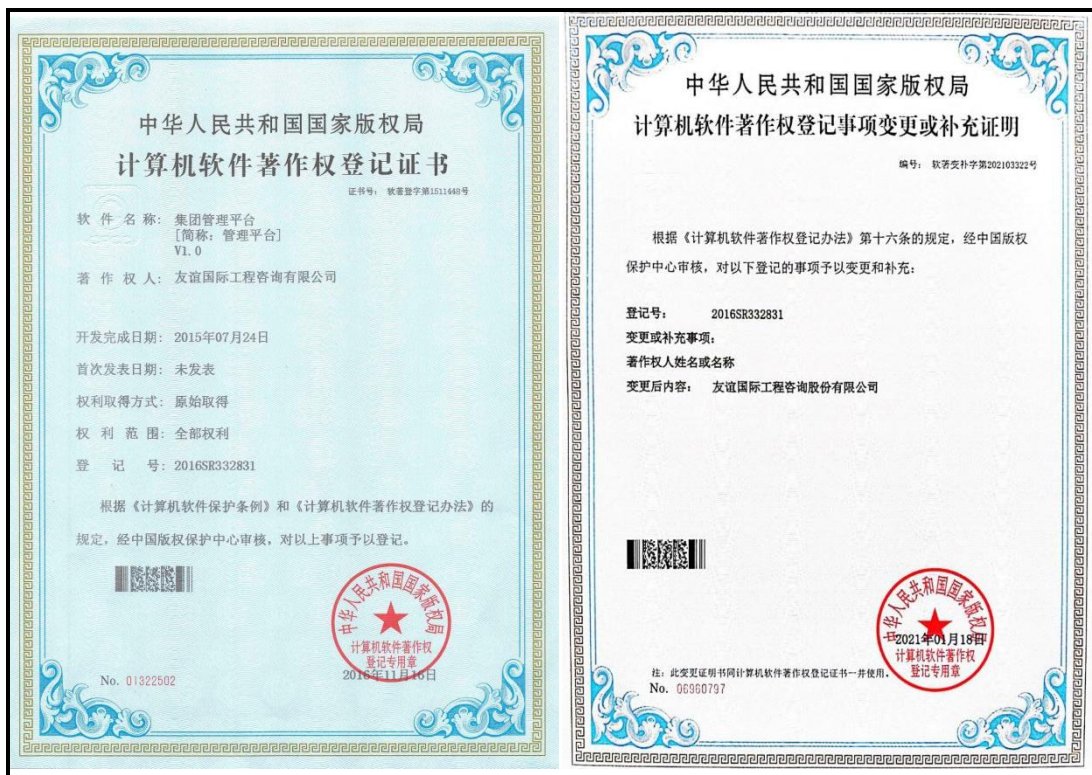 中华人民共和国国家版权局
计算机软件著作权登记证书
证书号： 软著登字第1511448号
软件名称： 集团管理平台
[简称：管理平台]
V1.0
著作权人： 友谊国际工程咨询有限公司
开发完成日期： 2015年07月24日
首次发表日期： 未发表
权利取得方式： 原始取得
权利范围： 全部权利
登记号： 2016SR332831
根据《计算机软件保护条例》和《计算机软件著作权登记办法》的
规定，经中国版权保护中心审核，对以上事项予以登记。
中华人民共和国国家版权局
计算机软件著作权
登记专用章
2016年11月16日
No. 01322502
中华人民共和国国家版权局
计算机软件著作权登记事项变更或补充证明
编号： 软著变补字第202103322号
根据《计算机软件著作权登记办法》第十六条的规定，经中国版权
保护中心审核，对以下登记的事项予以变更和补充：
登记号： 2016SR332831
变更或补充事项：
著作权人姓名或名称
变更后内容： 友谊国际工程咨询股份有限公司
中华人民共和国国家版权局
2021年01月18日
计算机软件著作权
登记专用章
注：此变更证明书同计算机软件著作权登记证书一并使用。
No. 06960797